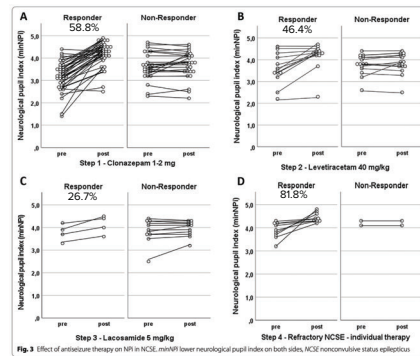 A
Responder
58.8%
Non-Responder
Neurological pupil index (minNPI)
5,0
4,0
3,0
2,0
1,0
,0
pre
post
pre
post
Step 1 - Clonazepam 1-2 mg
B
Responder
46.4%
Non-Responder
Neurological pupil index (minNPI)
5,0
4,0
3,0
2,0
1,0
,0
pre
post
pre
post
Step 2 - Levetiracetam 40 mg/kg
C
Responder
26.7%
Non-Responder
Neurological pupil index (minNPI)
5,0
4,0
3,0
2,0
1,0
,0
pre
post
pre
post
Step 3 - Lacosamide 5 mg/kg
D
Responder
81.8%
Non-Responder
Neurological pupil index (minNPI)
5,0
4,0
3,0
2,0
1,0
,0
pre
post
pre
post
Step 4 - Refractory NCSE - individual therapy
Fig. 3 Effect of antiseizure therapy on NPi in NCSE. minNPi lower neurological pupil index on both sides, NCSE nonconvulsive status epilepticus